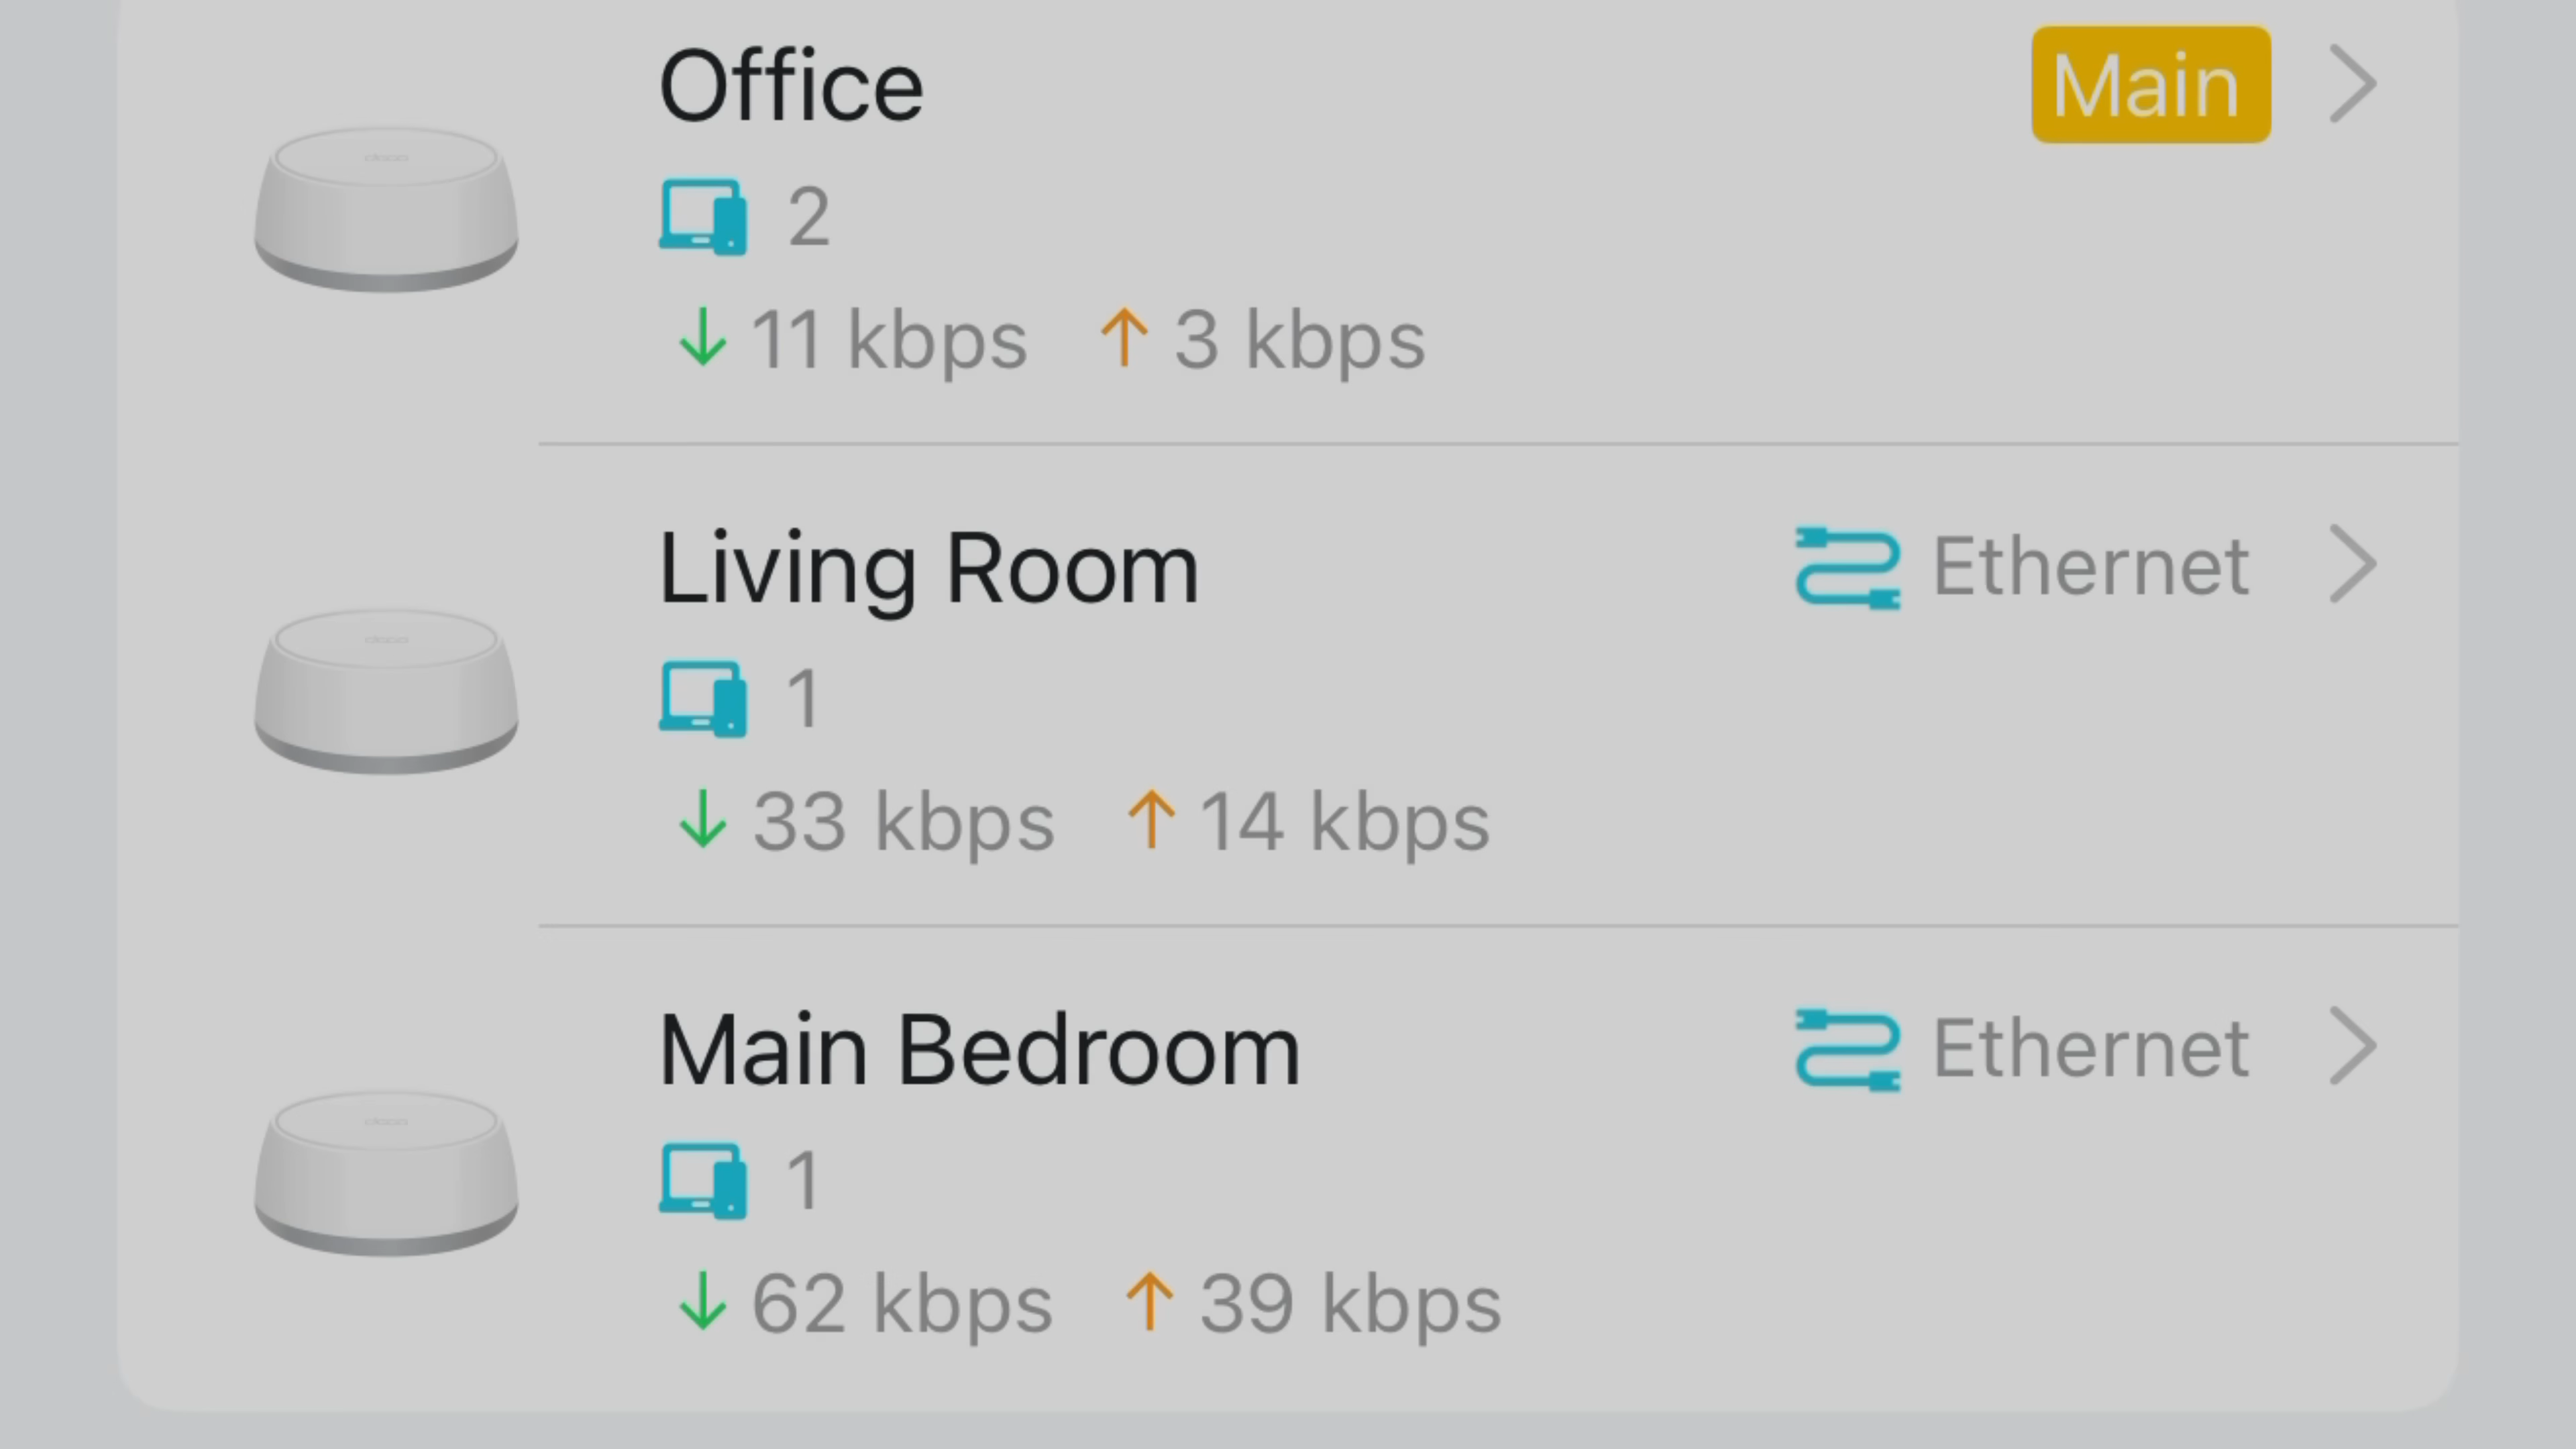 Office
Main
2
11 kbps 3 kbps
Living Room
Ethernet
1
33 kbps 14 kbps
Main Bedroom
Ethernet
1
62 kbps 39 kbps